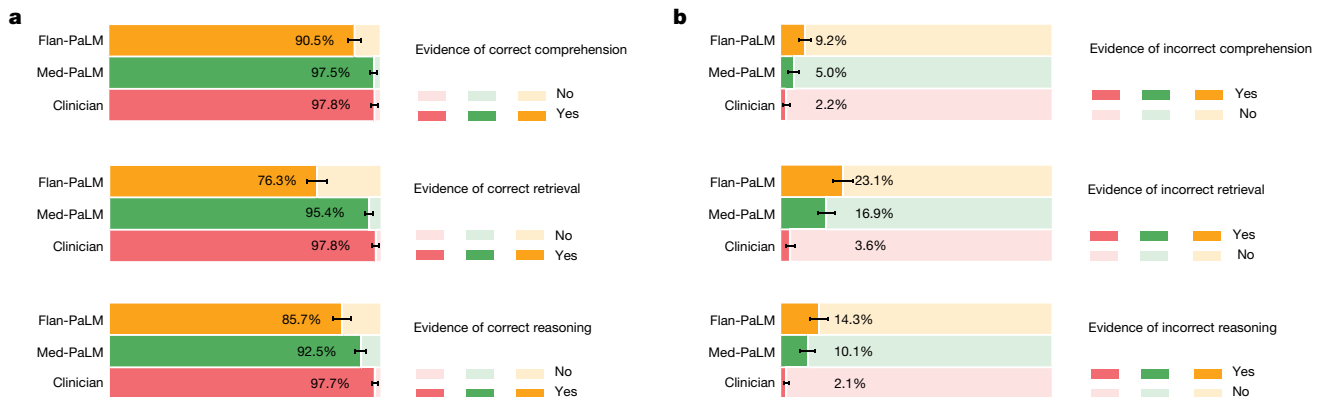 a
Flan-PaLM 90.5%
Med-PaLM 97.5%
Clinician 97.8%
Evidence of correct comprehension
No
Yes
Flan-PaLM 76.3%
Med-PaLM 95.4%
Clinician 97.8%
Evidence of correct retrieval
No
Yes
Flan-PaLM 85.7%
Med-PaLM 92.5%
Clinician 97.7%
Evidence of correct reasoning
No
Yes
b
Flan-PaLM 9.2%
Med-PaLM 5.0%
Clinician 2.2%
Evidence of incorrect comprehension
Yes
No
Flan-PaLM 23.1%
Med-PaLM 16.9%
Clinician 3.6%
Evidence of incorrect retrieval
Yes
No
Flan-PaLM 14.3%
Med-PaLM 10.1%
Clinician 2.1%
Evidence of incorrect reasoning
Yes
No